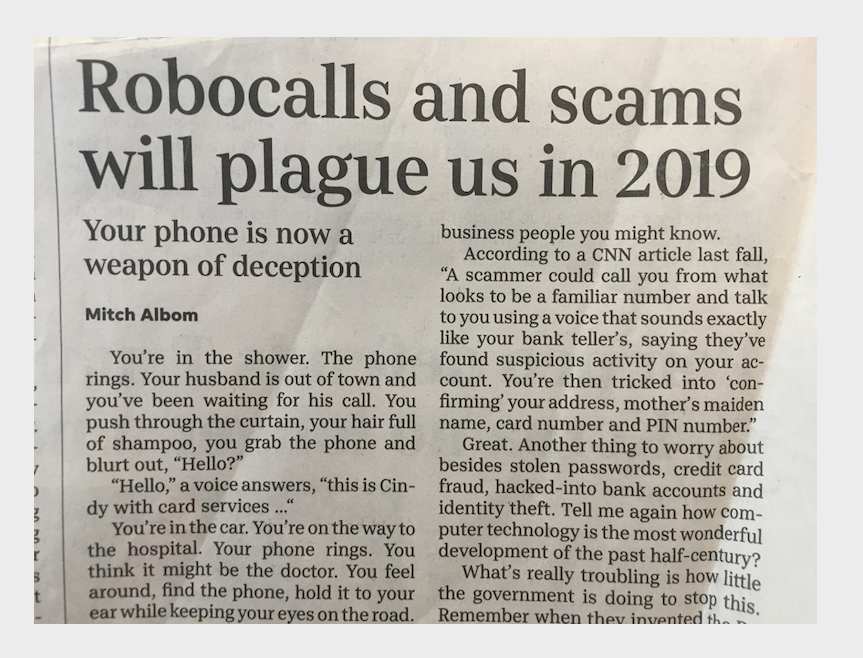 Robocalls and scams
will plague us in 2019
Your phone is now a
weapon of deception
Mitch Albom
You're in the shower. The phone
rings. Your husband is out of town and
you've been waiting for his call. You
push through the curtain, your hair full
of shampoo, you grab the phone and
blurt out, “Hello?”
“Hello,” a voice answers, “this is Cin-
dy with card services ...“
You're in the car. You're on the way to
the hospital. Your phone rings. You
think it might be the doctor. You feel
around, find the phone, hold it to your
ear while keeping your eyes on the road.
business people you might know.
According to a CNN article last fall,
“A scammer could call you from what
looks to be a familiar number and talk
to you using a voice that sounds exactly
like your bank teller's, saying they've
found suspicious activity on your ac-
count. You're then tricked into ‘con-
firming’ your address, mother's maiden
name, card number and PIN number.”
Great. Another thing to worry about
besides stolen passwords, credit card
fraud, hacked-into bank accounts and
identity theft. Tell me again how com-
puter technology is the most wonderful
development of the past half-century?
What's really troubling is how little
the government is doing to stop this.
Remember when they invented